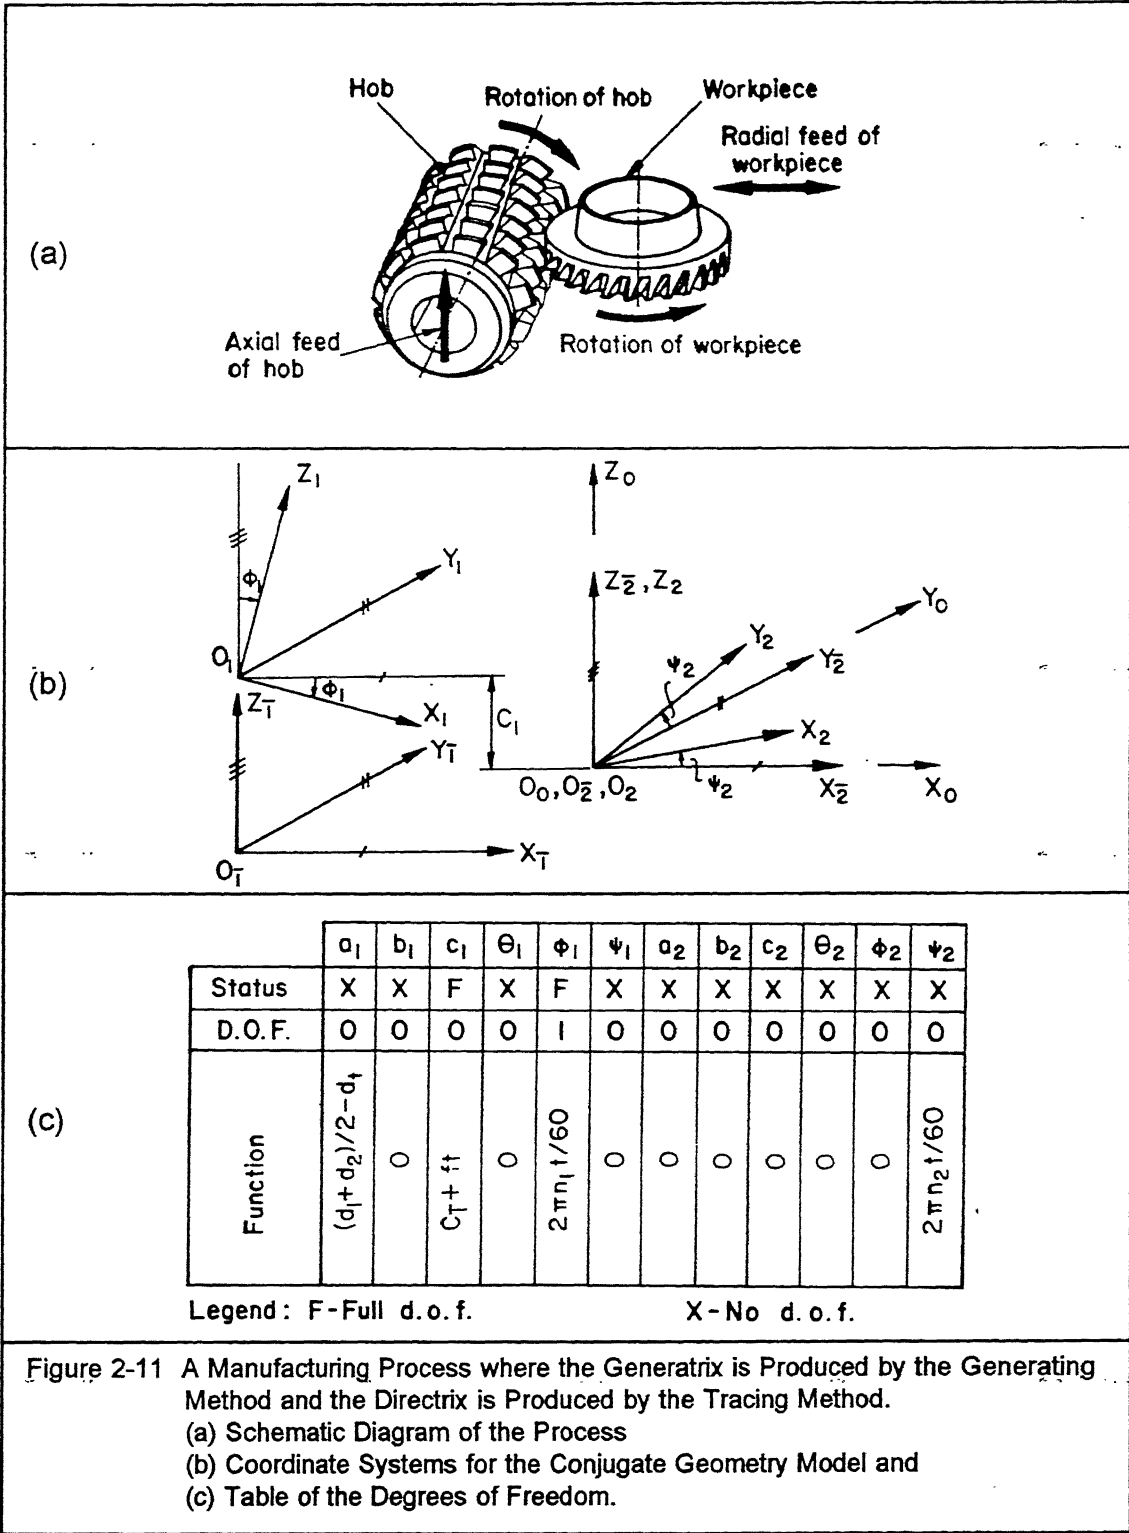 (a)
Hob
Rotation of hob
Workpiece
Radial feed of
workpiece
Axial feed
of hob
Rotation of workpiece
(b)
Z₁
ϕ₁
Y₁
O₁
ϕ₁
X₁
C₁
Z₁̅
Y₁̅
O₁̅
X₁̅
Z₀
Z₂̅, Z₂
Y₀
Y₂
Ψ₂
Y₂̅
X₂
Ψ₂
O₀, O₂̅, O₂
X₂̅
X₀
(c)
a₁ b₁ c₁ θ₁ ϕ₁ Ψ₁ a₂ b₂ c₂ θ₂ ϕ₂ Ψ₂
Status X X F X F X X X X X X X
D.O.F. 0 0 0 0 1 0 0 0 0 0 0 0
Function (d₁+d₂)/2-d₁ 0 C₁̅+ft 0 2πn₁t/60 0 0 0 0 0 0 2πn₂t/60
Legend: F-Full d.o.f. X-No d.o.f.
Figure 2-11 A Manufacturing Process where the Generatrix is Produced by the Generating
Method and the Directrix is Produced by the Tracing Method.
(a) Schematic Diagram of the Process
(b) Coordinate Systems for the Conjugate Geometry Model and
(c) Table of the Degrees of Freedom.